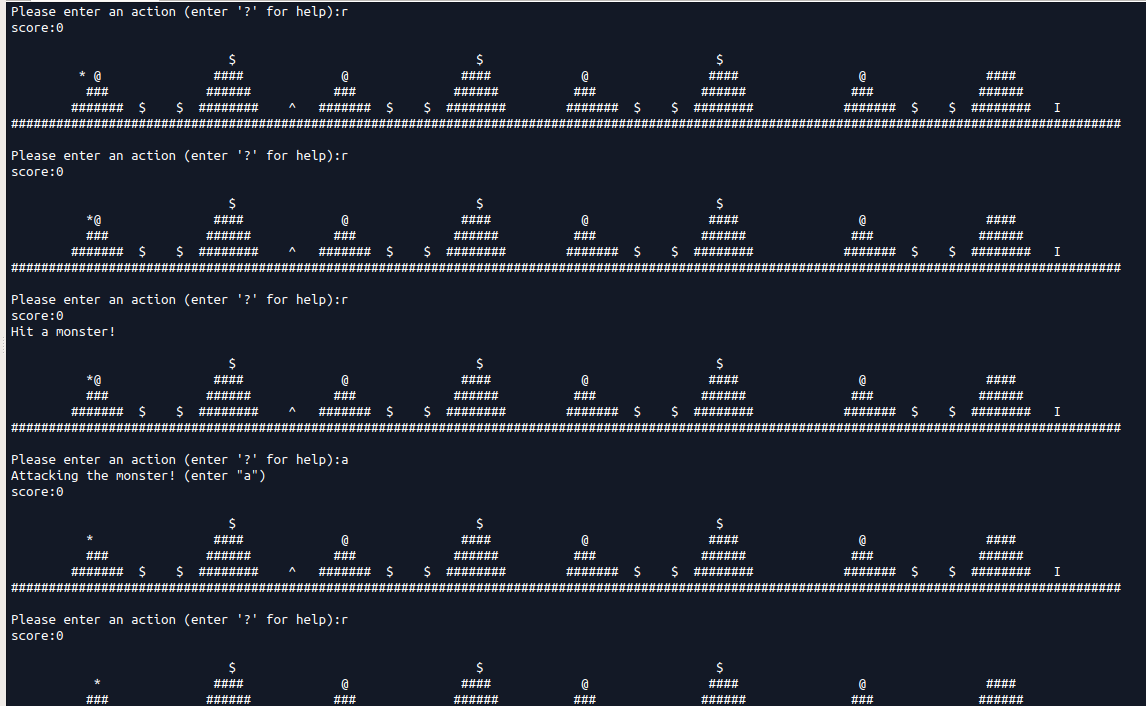 Please enter an action (enter '?' for help):r
score:0
                             $                                $                               $
         * @               ####             @               ####            @                ####                @                ####
          ###             ######           ###             ######          ###              ######              ###              ######
        #######  $    $  ########    ^   #######  $    $  ########        #######  $    $  ########            #######  $    $  ########   I
####################################################################################################################################################
Please enter an action (enter '?' for help):r
score:0
                             $                                $                               $
          *@               ####             @               ####            @                ####                @                ####
          ###             ######           ###             ######          ###              ######              ###              ######
        #######  $    $  ########    ^   #######  $    $  ########        #######  $    $  ########            #######  $    $  ########   I
####################################################################################################################################################
Please enter an action (enter '?' for help):r
score:0
Hit a monster!
                             $                                $                               $
          *@               ####             @               ####            @                ####                @                ####
          ###             ######           ###             ######          ###              ######              ###              ######
        #######  $    $  ########    ^   #######  $    $  ########        #######  $    $  ########            #######  $    $  ########   I
####################################################################################################################################################
Please enter an action (enter '?' for help):a
Attacking the monster! (enter "a")
score:0
                             $                                $                               $
          *                ####             @               ####            @                ####                @                ####
          ###             ######           ###             ######          ###              ######              ###              ######
        #######  $    $  ########    ^   #######  $    $  ########        #######  $    $  ########            #######  $    $  ########   I
####################################################################################################################################################
Please enter an action (enter '?' for help):r
score:0
                             $                                $                               $
           *               ####             @               ####            @                ####                @                ####
          ###             ######           ###             ######          ###              ######              ###              ######